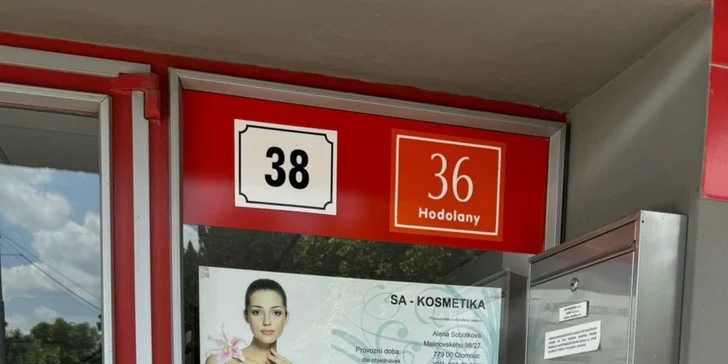 38
36
Hodolany
SA - KOSMETIKA
Alena Sobotková
Malinovského 98/27
779 00 Olomouc
Provozní doba:
dle objednávek